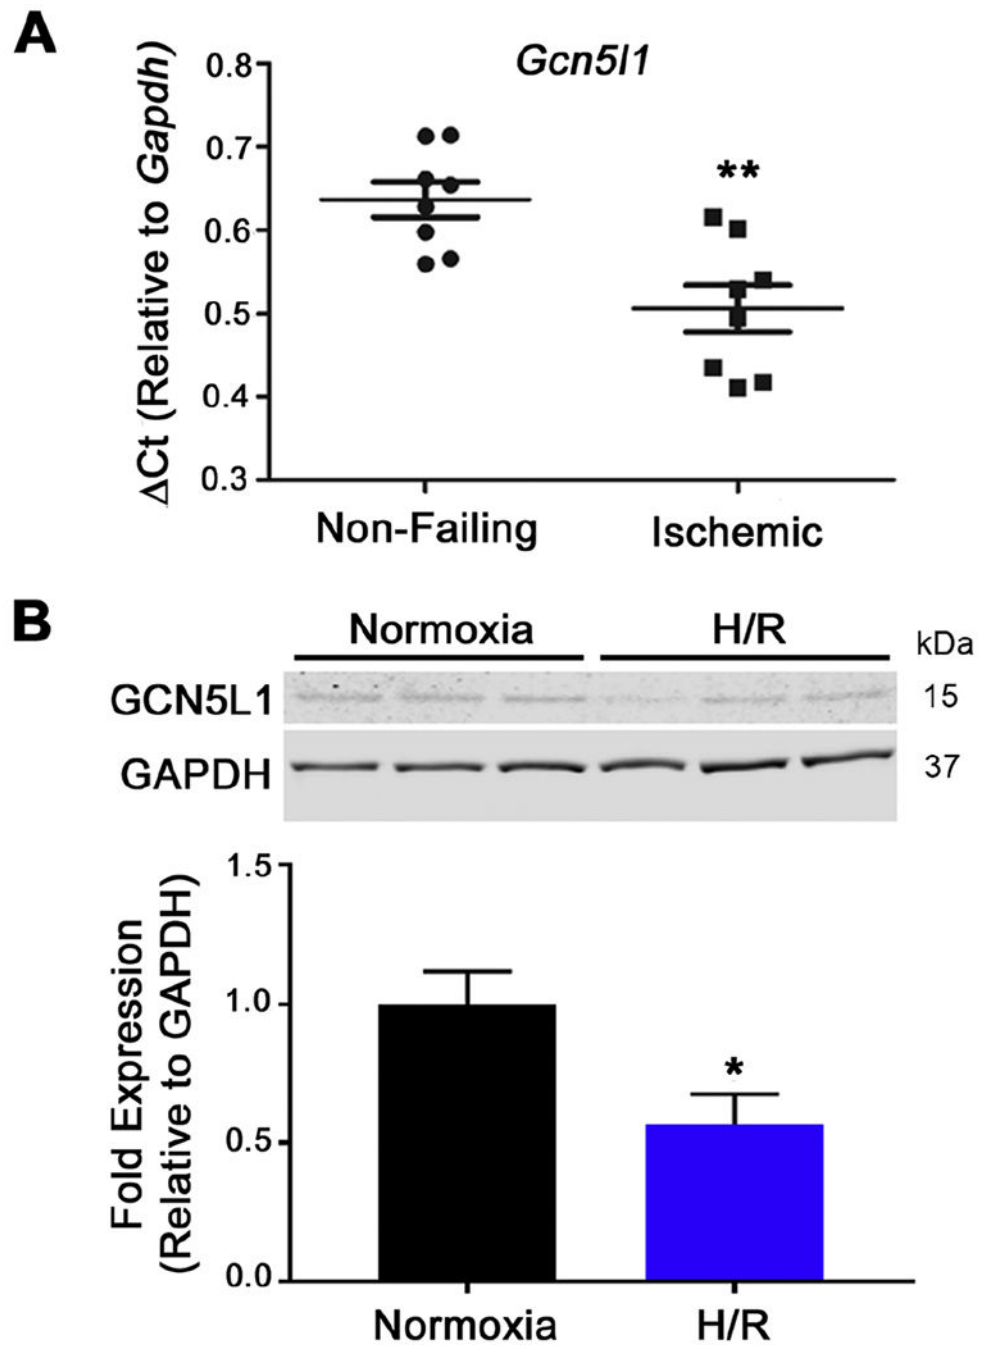 A
Gcn5l1
ΔCt (Relative to Gapdh)
0.8
0.7
0.6
0.5
0.4
0.3
**
Non-Failing
Ischemic
B
Normoxia
H/R
kDa
GCN5L1
15
GAPDH
37
Fold Expression
(Relative to GAPDH)
1.5
1.0
0.5
0.0
*
Normoxia
H/R